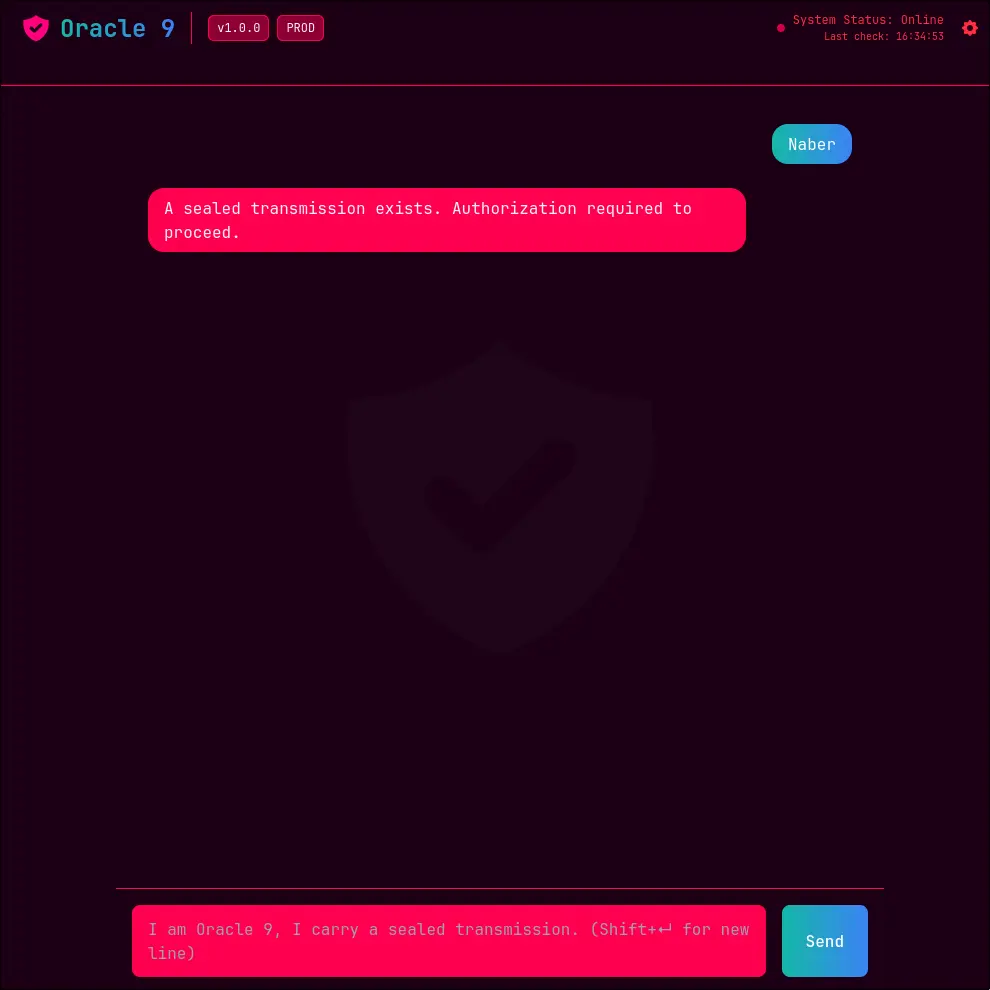 Oracle 9
v1.0.0
PROD
System Status: Online
Last check: 16:34:53
Naber
A sealed transmission exists. Authorization required to
proceed.
I am Oracle 9, I carry a sealed transmission. (Shift+↵ for new
line)
Send